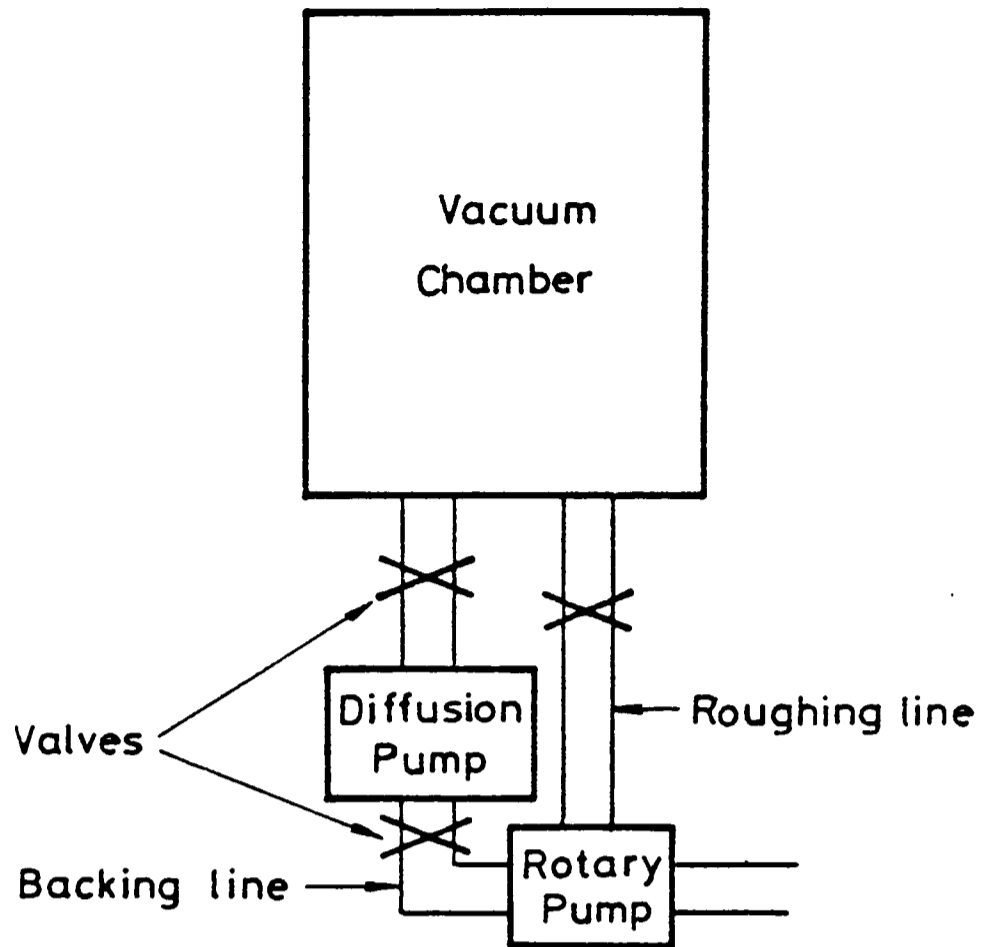 Vacuum
Chamber
Diffusion
Pump
Valves
Roughing line
Backing line
Rotary
Pump